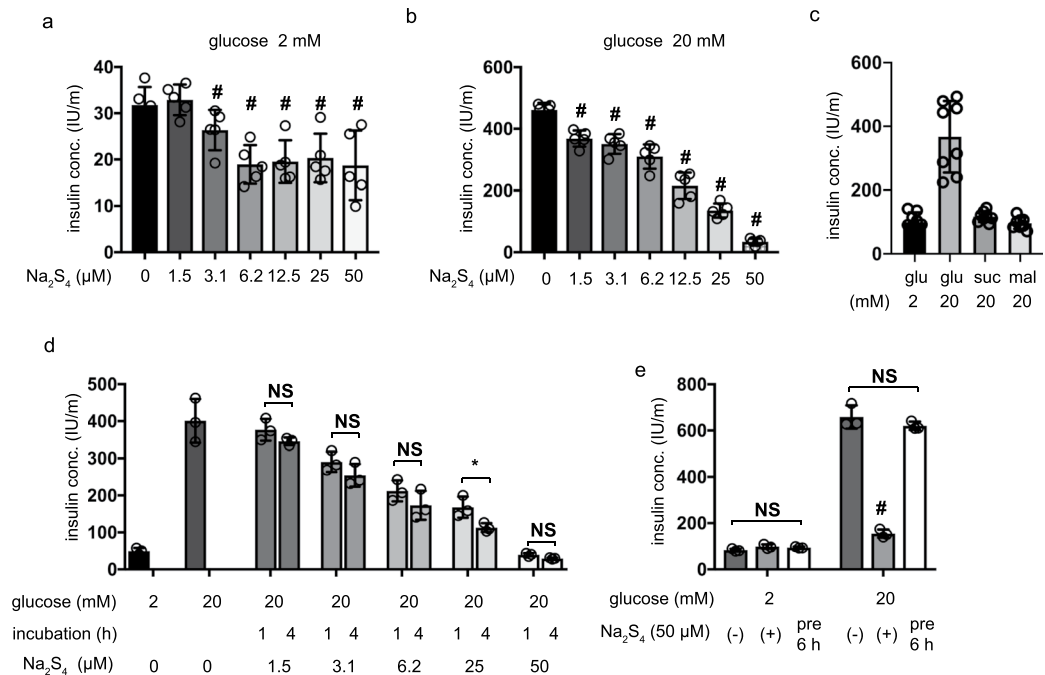 a
glucose 2 mM
insulin conc. (IU/m)
40
30
20
10
0
# # # # #
Na₂S₄ (µM) 0 1.5 3.1 6.2 12.5 25 50
b
glucose 20 mM
insulin conc. (IU/m)
600
400
200
0
# # # # # #
Na₂S₄ (µM) 0 1.5 3.1 6.2 12.5 25 50
c
insulin conc. (IU/m)
600
400
200
0
glu glu suc mal
(mM) 2 20 20 20
d
insulin conc. (IU/m)
500
400
300
200
100
0
NS NS NS * NS
glucose (mM) 2 20 20 20 20 20 20
incubation (h) 1 4 1 4 1 4 1 4 1 4
Na₂S₄ (µM) 0 0 1.5 3.1 6.2 25 50
e
insulin conc. (IU/m)
800
600
400
200
0
NS NS
#
glucose (mM) 2 20
Na₂S₄ (50 µM) (-) (+) pre 6 h (-) (+) pre 6 h